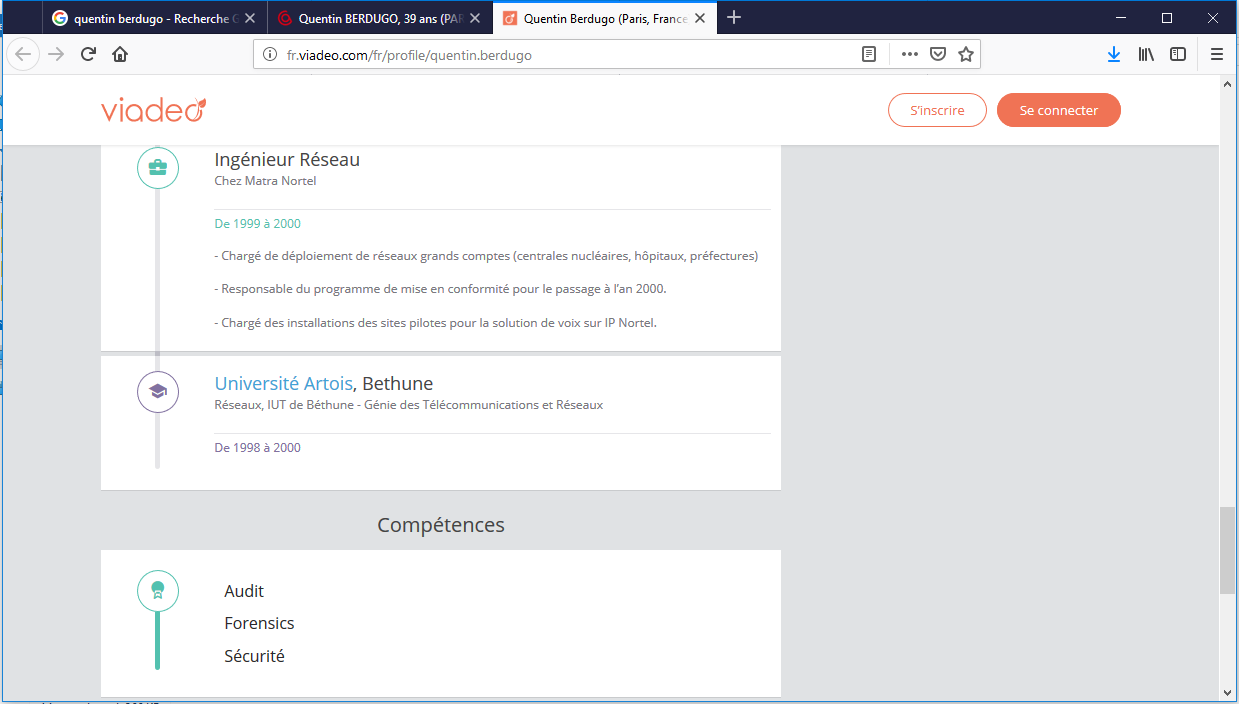 quentin berdugo - Recherche G
Quentin BERDUGO, 39 ans (PAR
Quentin Berdugo (Paris, France
fr.viadeo.com/fr/profile/quentin.berdugo
viadeo
S'inscrire
Se connecter
Ingénieur Réseau
Chez Matra Nortel
De 1999 à 2000
- Chargé de déploiement de réseaux grands comptes (centrales nucléaires, hôpitaux, préfectures)
- Responsable du programme de mise en conformité pour le passage à l'an 2000.
- Chargé des installations des sites pilotes pour la solution de voix sur IP Nortel.
Université Artois, Bethune
Réseaux, IUT de Béthune - Génie des Télécommunications et Réseaux
De 1998 à 2000
Compétences
Audit
Forensics
Sécurité